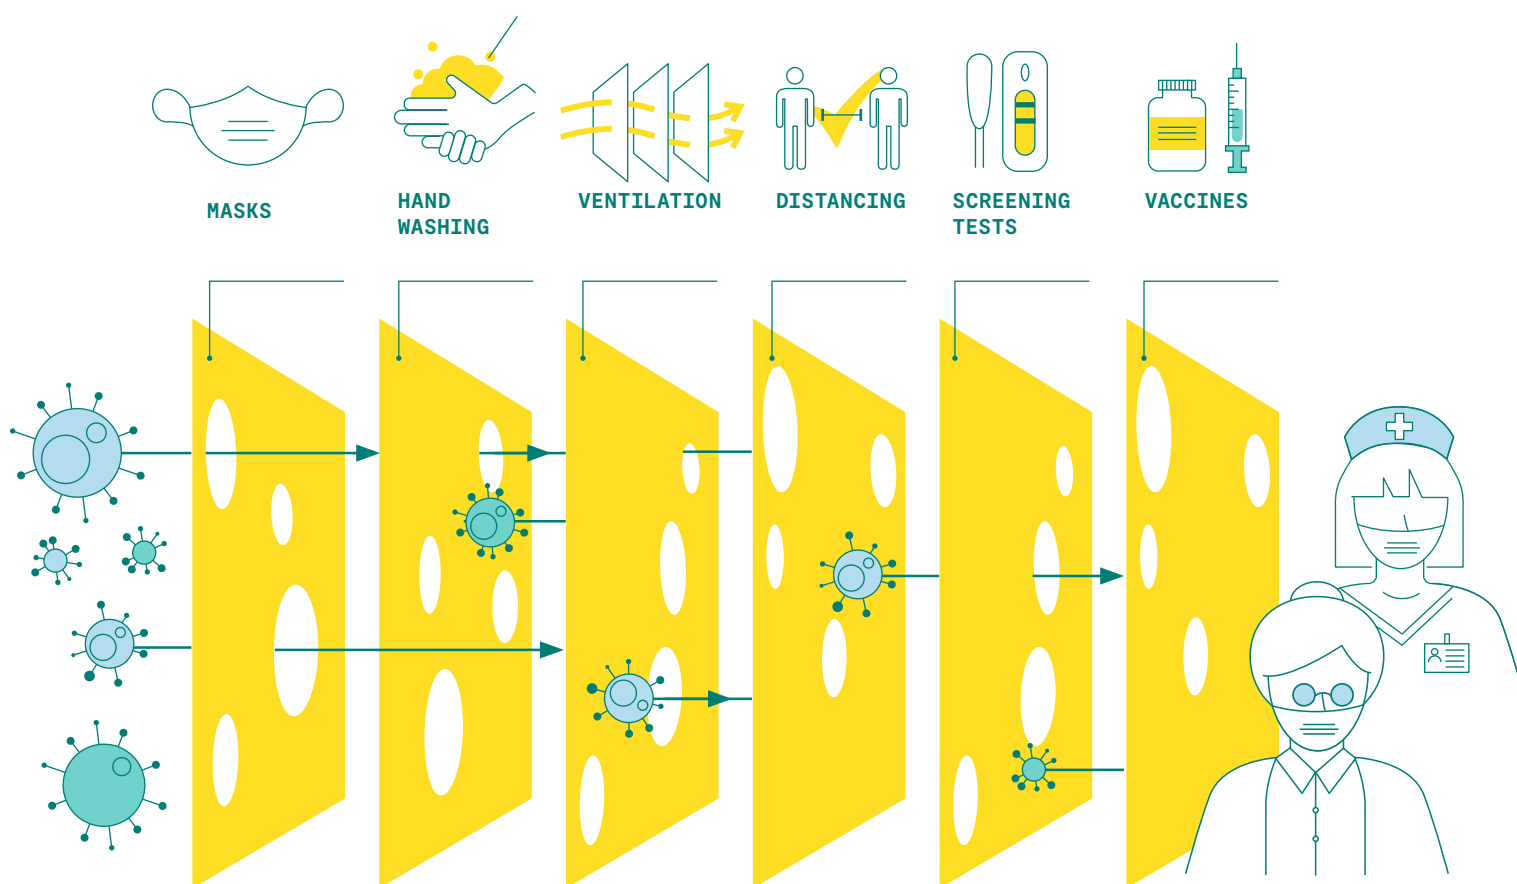 MASKS
HAND
WASHING
VENTILATION
DISTANCING
SCREENING
TESTS
VACCINES